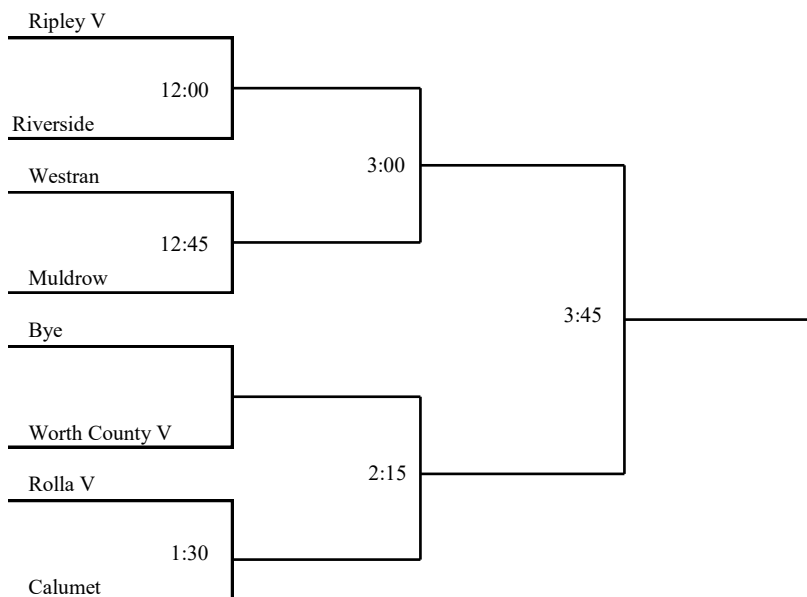 Ripley V
12:00
Riverside
Westran
3:00
12:45
Muldrow
3:45
Bye
Worth County V
2:15
Rolla V
1:30
Calumet